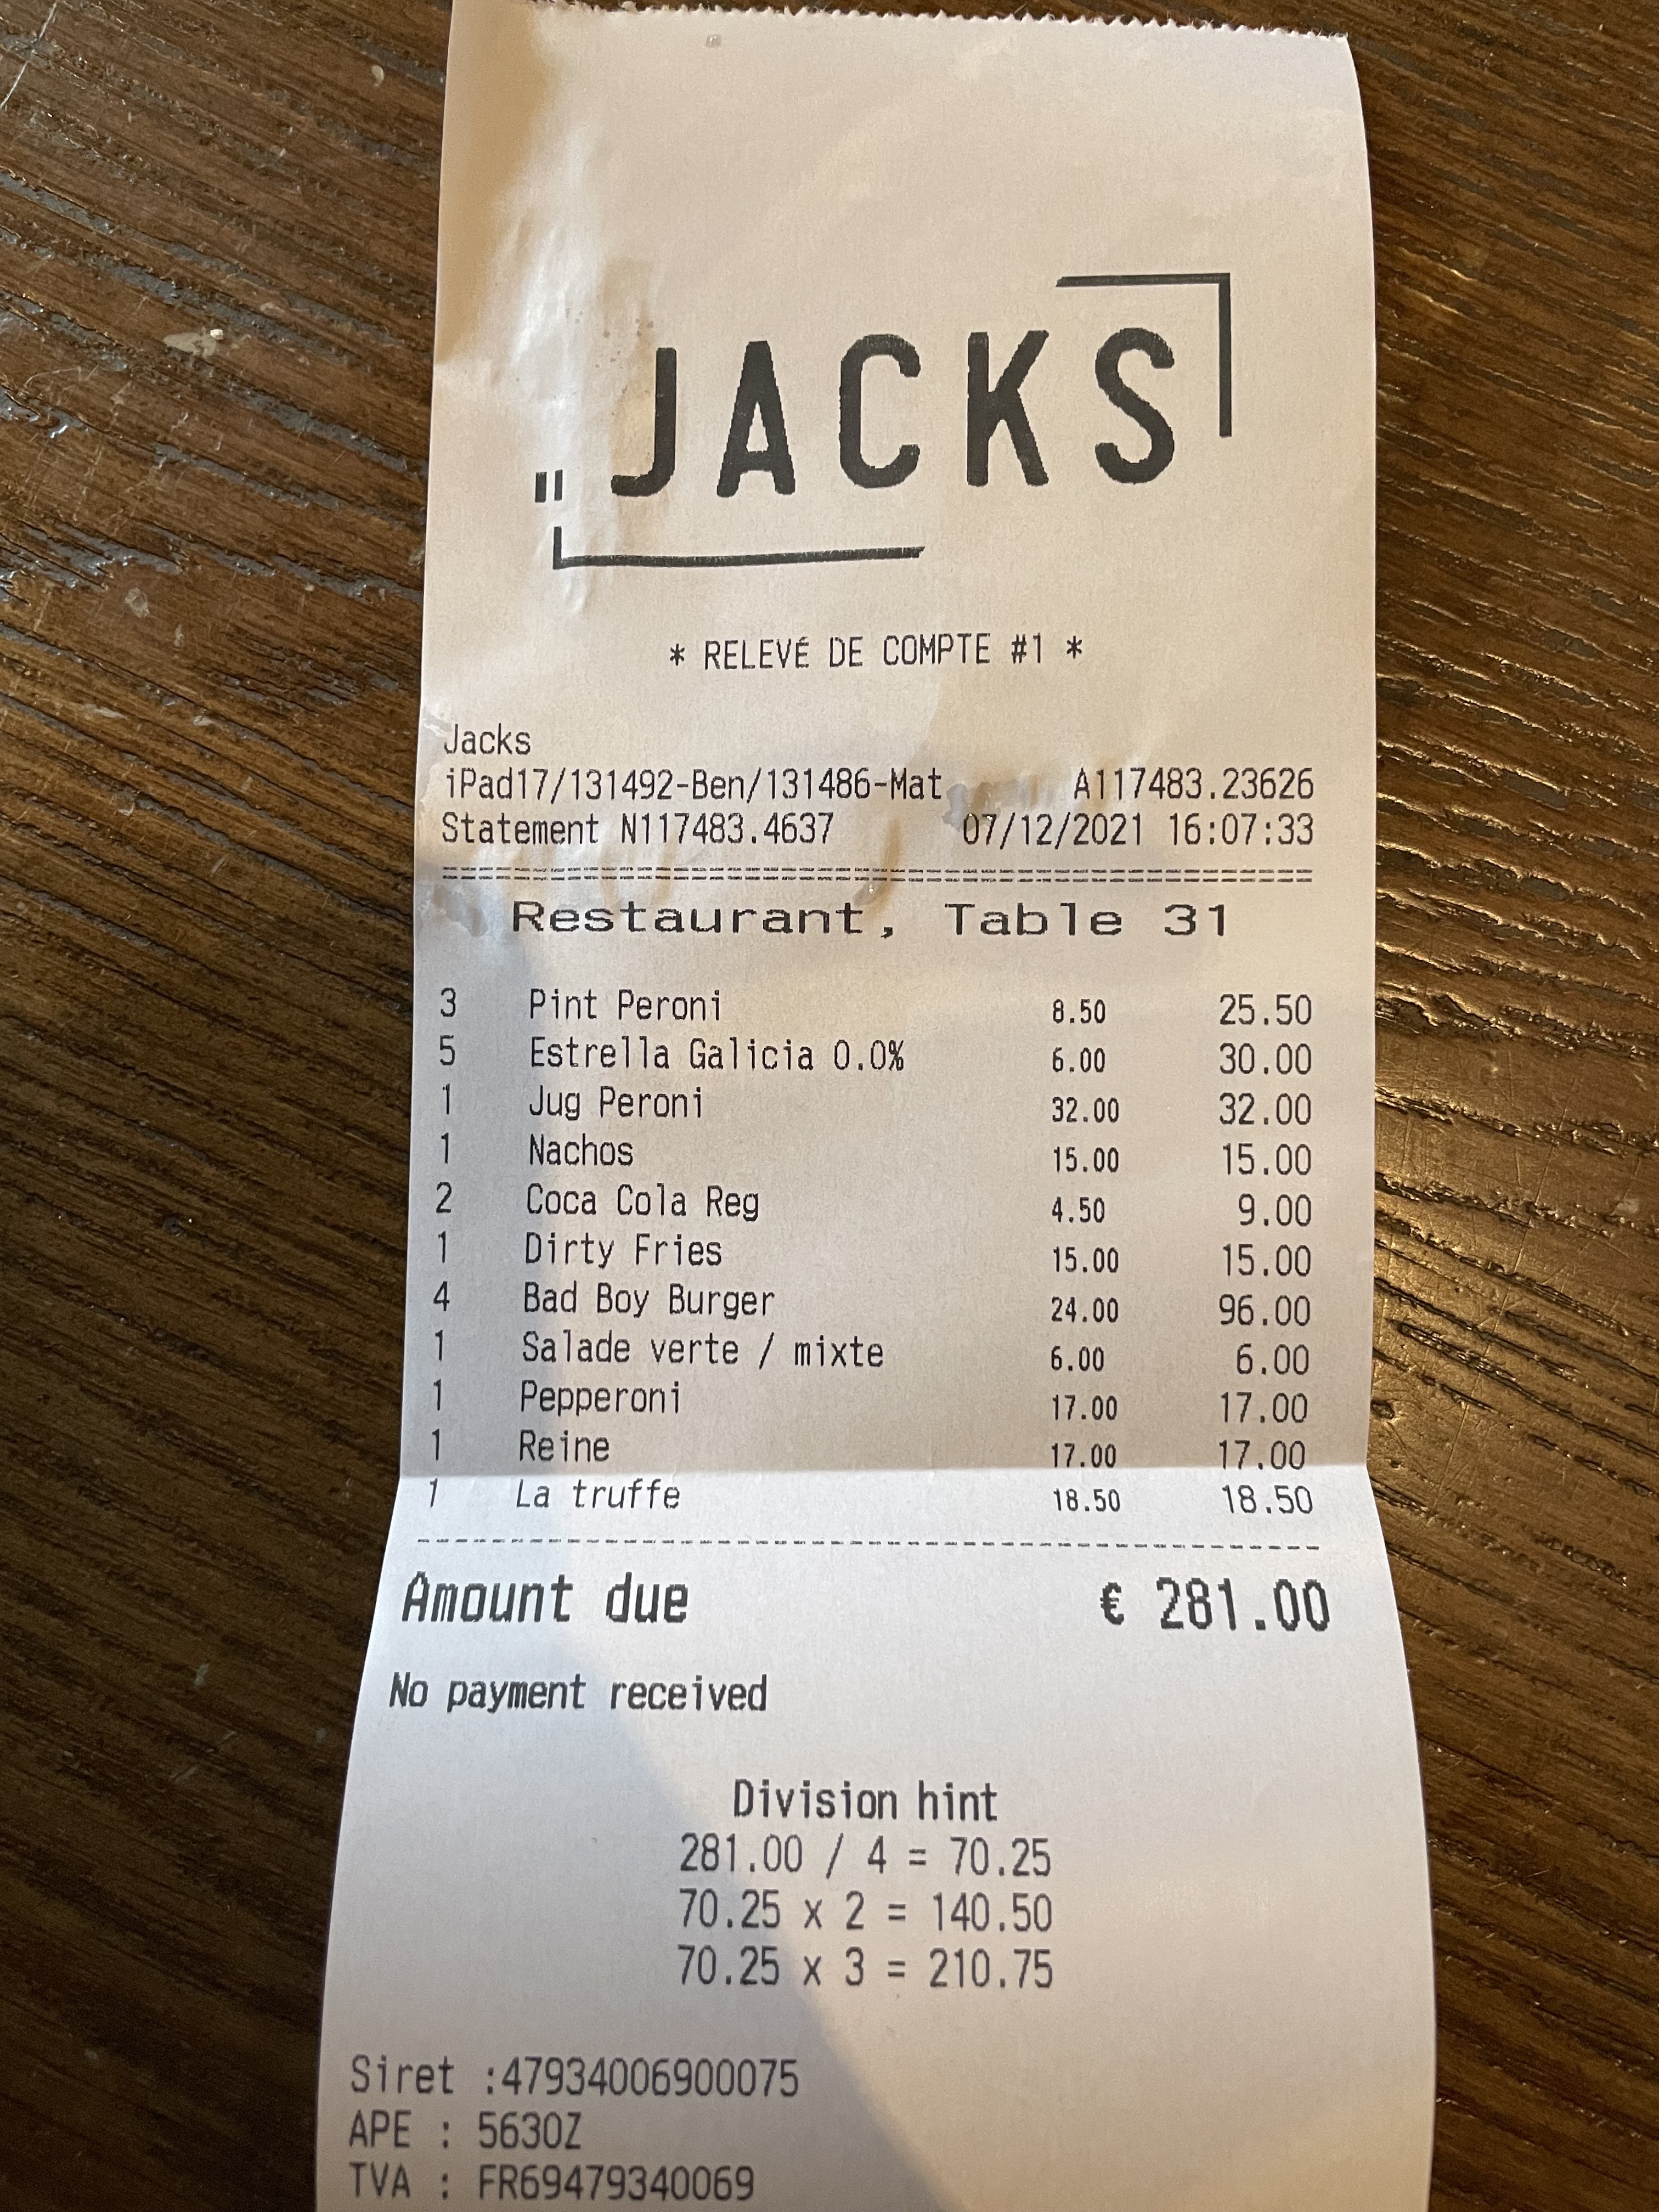 JACKS
* RELEVÉ DE COMPTE #1 *
Jacks
iPad17/131492-Ben/131486-Mat A117483.23626
Statement N117483.4637 07/12/2021 16:07:33
Restaurant, Table 31
3 Pint Peroni 8.50 25.50
5 Estrella Galicia 0.0% 6.00 30.00
1 Jug Peroni 32.00 32.00
1 Nachos 15.00 15.00
2 Coca Cola Reg 4.50 9.00
1 Dirty Fries 15.00 15.00
4 Bad Boy Burger 24.00 96.00
1 Salade verte / mixte 6.00 6.00
1 Pepperoni 17.00 17.00
1 Reine 17.00 17.00
1 La truffe 18.50 18.50
Amount due € 281.00
No payment received
Division hint
281.00 / 4 = 70.25
70.25 x 2 = 140.50
70.25 x 3 = 210.75
Siret :47934006900075
APE : 5630Z
TVA : FR69479340069